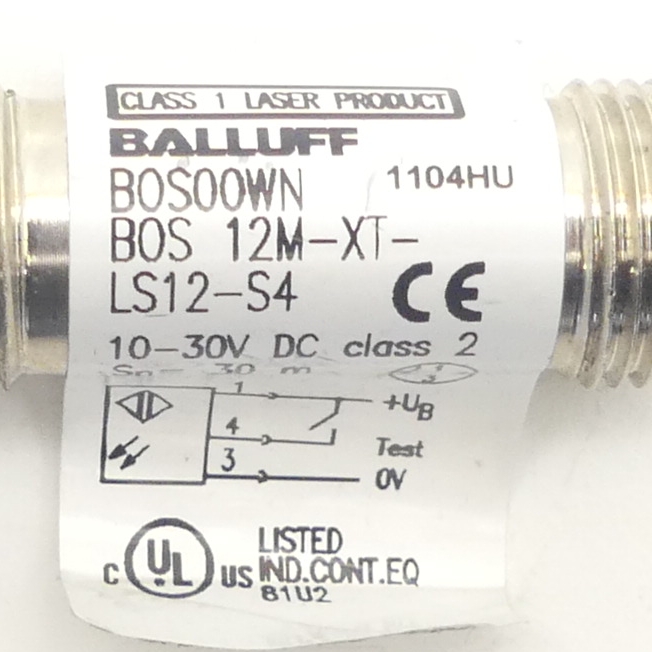 CLASS 1 LASER PRODUCT
BALLUFF
BOS00WN 1104HU
BOS 12M-XT-
LS12-S4 CE
10-30V DC class 2
30 m
1 +UB
4 Test
3 0V
C UL US LISTED
IND.CONT.EQ
81U2